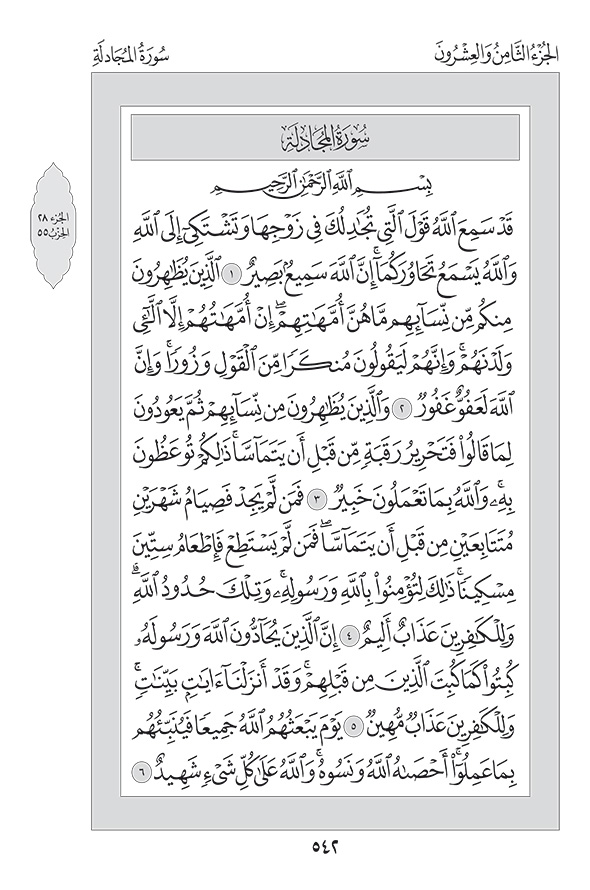 الجُزْءُ الثَّامِنُ وَالعِشْرُونَ
سُورَةُ المُجَادلَةِ
الجُزء ٢٨
الحِزْبُ ٥٥
سُورَةُ المُجَادِلَةِ
بِسْمِ ٱللَّهِ ٱلرَّحْمَٰنِ ٱلرَّحِيمِ
قَدْ سَمِعَ ٱللَّهُ قَوْلَ ٱلَّتِي تُجَٰدِلُكَ فِي زَوْجِهَا وَتَشْتَكِيٓ إِلَى ٱللَّهِ
وَٱللَّهُ يَسْمَعُ تَحَاوُرَكُمَآۚ إِنَّ ٱللَّهَ سَمِيعُۢ بَصِيرٌ ١ ٱلَّذِينَ يُظَٰهِرُونَ
مِنكُم مِّن نِّسَآئِهِم مَّا هُنَّ أُمَّهَٰتِهِمْۖ إِنْ أُمَّهَٰتُهُمْ إِلَّا ٱلَّٰٓـِٔي
وَلَدْنَهُمْۚ وَإِنَّهُمْ لَيَقُولُونَ مُنكَرٗا مِّنَ ٱلْقَوْلِ وَزُورٗاۚ وَإِنَّ
ٱللَّهَ لَعَفُوٌّ غَفُورٞ ٢ وَٱلَّذِينَ يُظَٰهِرُونَ مِن نِّسَآئِهِمْ ثُمَّ يَعُودُونَ
لِمَا قَالُواْ فَتَحْرِيرُ رَقَبَةٖ مِّن قَبْلِ أَن يَتَمَآسَّاۚ ذَٰلِكُمْ تُوعَظُونَ
بِهِۦۚ وَٱللَّهُ بِمَا تَعْمَلُونَ خَبِيرٞ ٣ فَمَن لَّمْ يَجِدْ فَصِيَامُ شَهْرَيْنِ
مُتَتَابِعَيْنِ مِن قَبْلِ أَن يَتَمَآسَّاۖ فَمَن لَّمْ يَسْتَطِعْ فَإِطْعَامُ سِتِّينَ
مِسْكِينٗاۚ ذَٰلِكَ لِتُؤْمِنُواْ بِٱللَّهِ وَرَسُولِهِۦۚ وَتِلْكَ حُدُودُ ٱللَّهِۗ
وَلِلْكَٰفِرِينَ عَذَابٌ أَلِيمٌ ٤ إِنَّ ٱلَّذِينَ يُحَآدُّونَ ٱللَّهَ وَرَسُولَهُۥ
كُبِتُواْ كَمَا كُبِتَ ٱلَّذِينَ مِن قَبْلِهِمْۚ وَقَدْ أَنزَلْنَآ ءَايَٰتِۭ بَيِّنَٰتٖۚ
وَلِلْكَٰفِرِينَ عَذَابٞ مُّهِينٞ ٥ يَوْمَ يَبْعَثُهُمُ ٱللَّهُ جَمِيعٗا فَيُنَبِّئُهُم
بِمَا عَمِلُوٓاْۚ أَحْصَىٰهُ ٱللَّهُ وَنَسُوهُۚ وَٱللَّهُ عَلَىٰ كُلِّ شَيْءٖ شَهِيدٌ ٦
٥٤٢